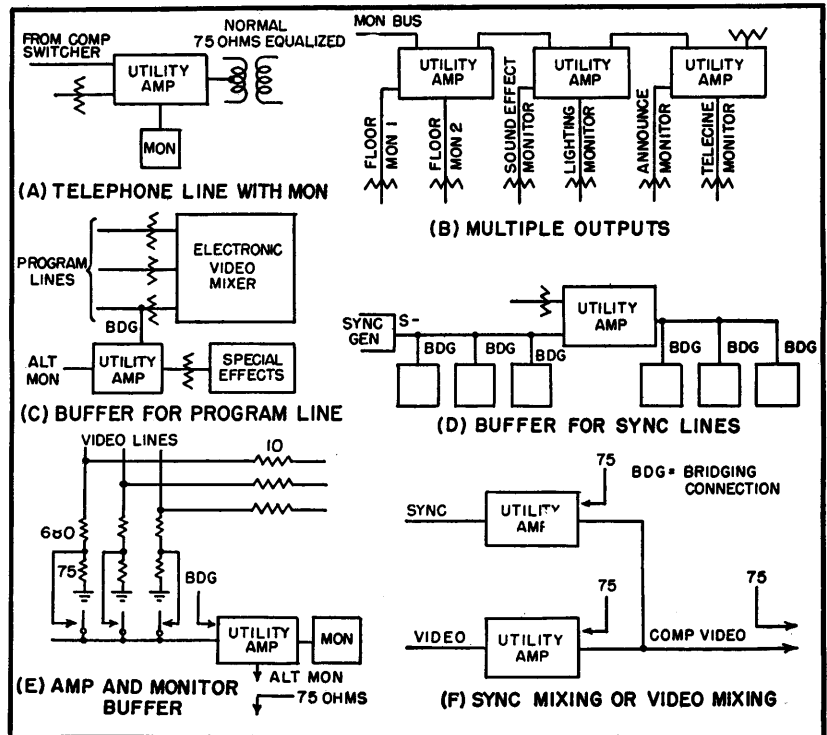 FROM COMP
SWITCHER
NORMAL
75 OHMS EQUALIZED
UTILITY
AMP
MON
(A) TELEPHONE LINE WITH MON
MON BUS
UTILITY
AMP
UTILITY
AMP
UTILITY
AMP
FLOOR
MON 1
FLOOR
MON 2
SOUND EFFECT
MONITOR
LIGHTING
MONITOR
ANNOUNCE
MONITOR
TELECINE
MONITOR
(B) MULTIPLE OUTPUTS
PROGRAM
LINES
ELECTRONIC
VIDEO
MIXER
BDG
ALT
MON
UTILITY
AMP
SPECIAL
EFFECTS
(C) BUFFER FOR PROGRAM LINE
SYNC
GEN
S-
UTILITY
AMP
BDG
BDG
BDG
BDG
BDG
BDG
(D) BUFFER FOR SYNC LINES
VIDEO LINES
10
680
75
BDG
UTILITY
AMP
MON
ALT MON
75 OHMS
(E) AMP AND MONITOR
BUFFER
75
BDG = BRIDGING
CONNECTION
SYNC
UTILITY
AMP
75
75
VIDEO
UTILITY
AMP
COMP VIDEO
(F) SYNC MIXING OR VIDEO MIXING